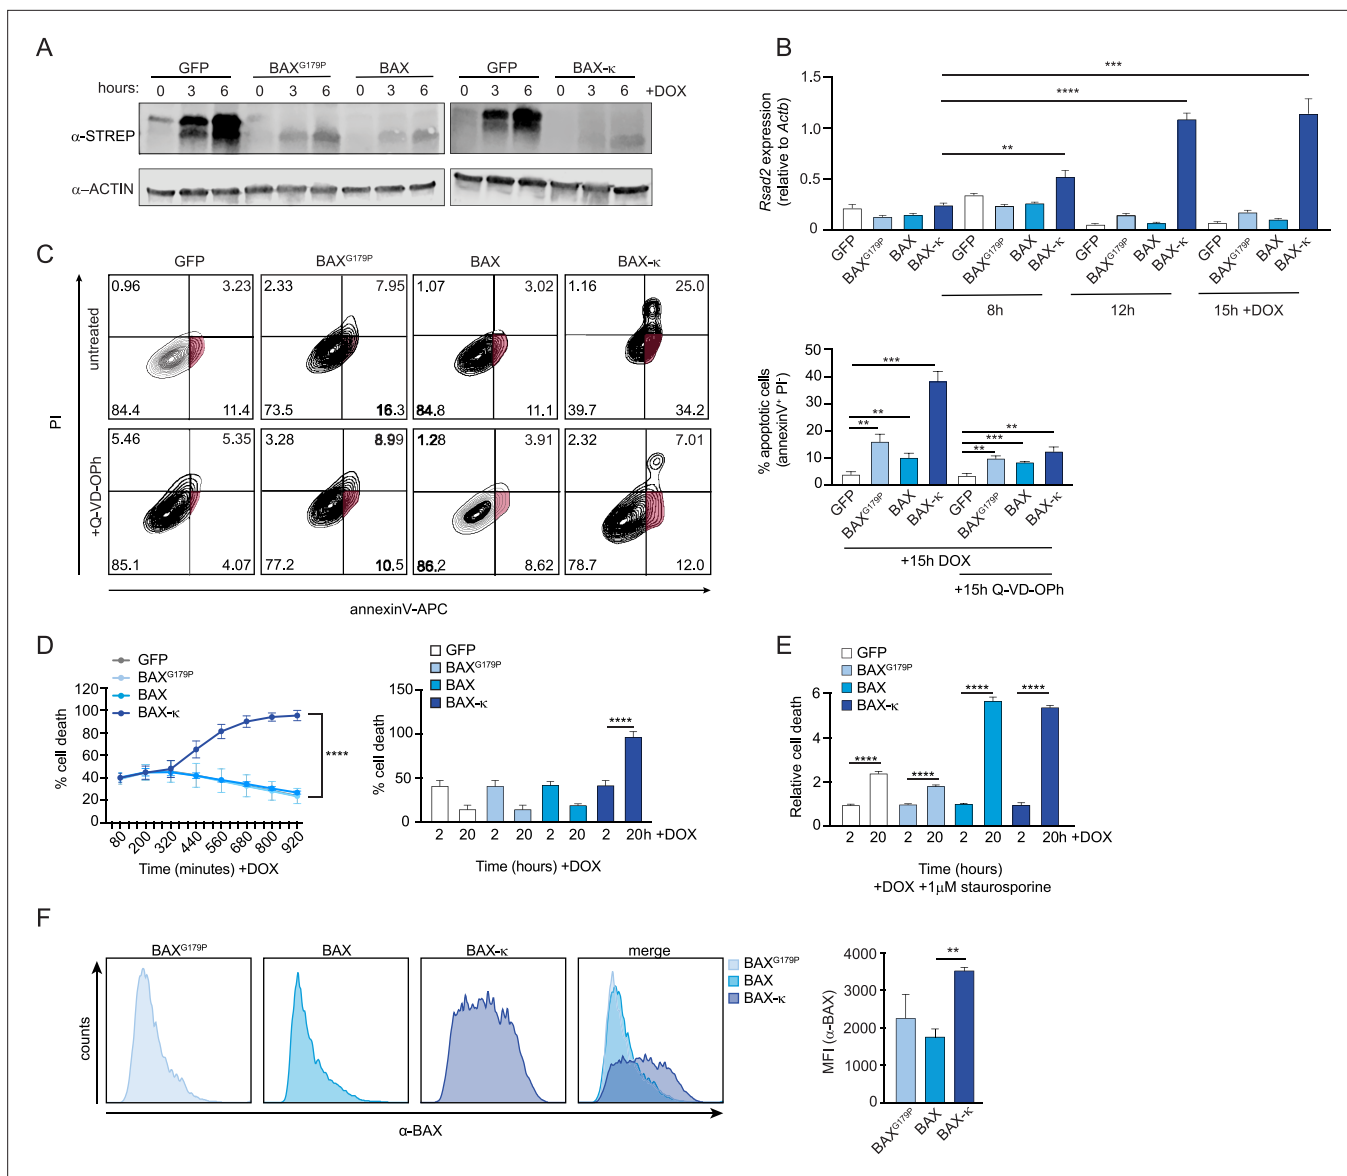 A
GFP BAXG179P BAX GFP BAX-κ
hours: 0 3 6 0 3 6 0 3 6 0 3 6 0 3 6 +DOX
α-STREP
α–ACTIN
B
Rsad2 expression
(relative to Actb)
1.5
1.0
0.5
0
***
****
**
GFP BAXG179P BAX BAX-κ GFP BAXG179P BAX BAX-κ GFP BAXG179P BAX BAX-κ GFP BAXG179P BAX BAX-κ
8h 12h 15h +DOX
C
GFP BAXG179P BAX BAX-κ
PI
untreated
0.96 3.23 2.33 7.95 1.07 3.02 1.16 25.0
84.4 11.4 73.5 16.3 84.8 11.1 39.7 34.2
+Q-VD-OPh
5.46 5.35 3.28 8.99 1.28 3.91 2.32 7.01
85.1 4.07 77.2 10.5 86.2 8.62 78.7 12.0
annexinV-APC
% apoptotic cells
(annexinV+ PI-)
50
40
30
20
10
0
***
**
**
**
***
**
GFP BAXG179P BAX BAX-κ GFP BAXG179P BAX BAX-κ
+15h DOX
+15h Q-VD-OPh
D
GFP
BAXG179P
BAX
BAX-κ
% cell death
120
100
80
60
40
20
****
80 200 320 440 560 680 800 920
Time (minutes) +DOX
GFP
BAXG179P
BAX
BAX-κ
% cell death
150
100
50
0
****
2 20 2 20 2 20 2 20h +DOX
Time (hours) +DOX
E
GFP
BAXG179P
BAX
BAX-κ
Relative cell death
6
4
2
0
**** **** **** ****
2 20 2 20 2 20 2 20h +DOX
Time (hours)
+DOX +1μM staurosporine
F
BAXG179P BAX BAX-κ merge
counts
α-BAX
BAXG179P
BAX
BAX-κ
MFI (α-BAX)
4000
3000
2000
1000
0
**
BAXG179P BAX BAX-κ